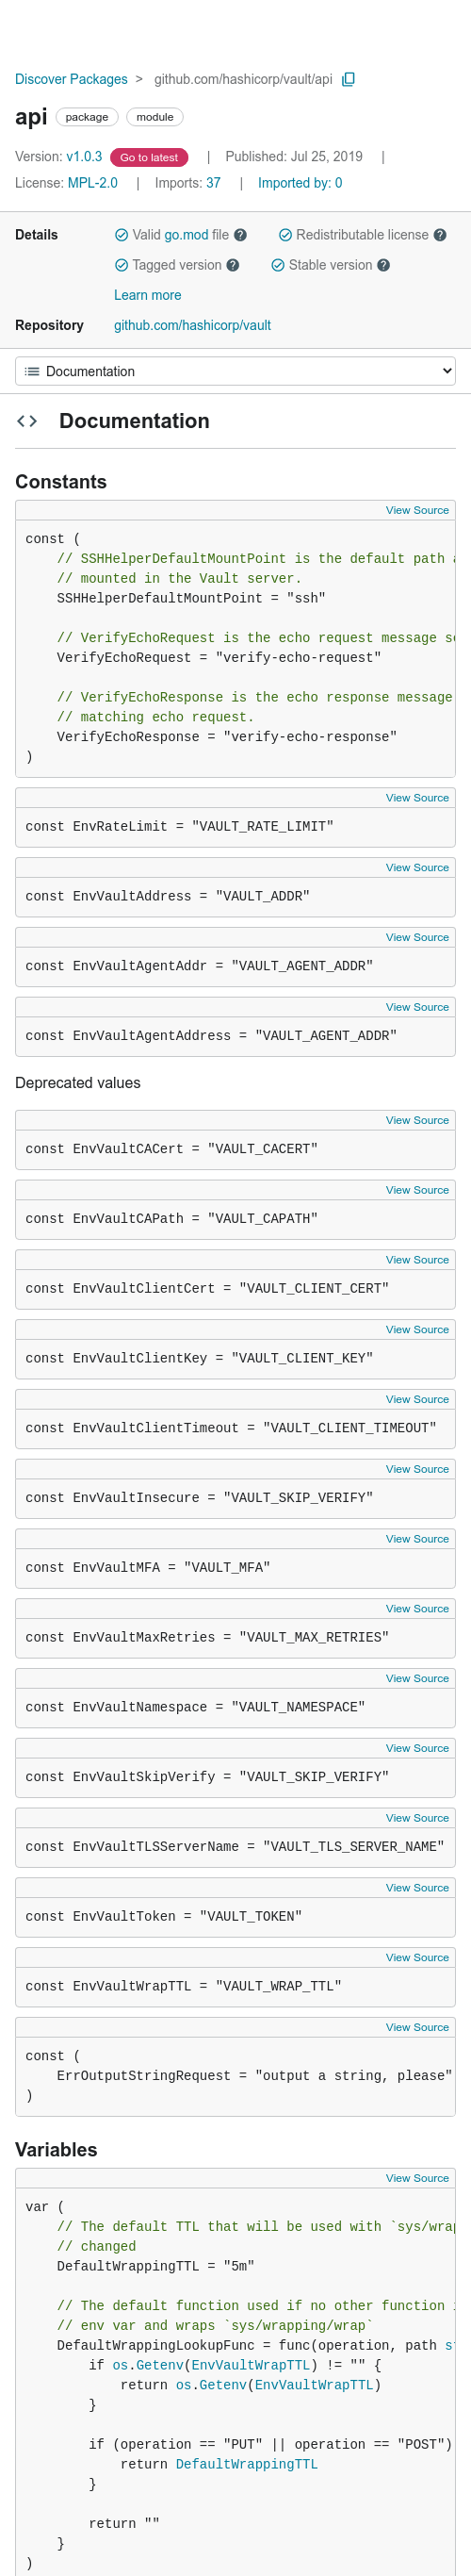 Discover Packages > github.com/hashicorp/vault/api
api package module
Version: v1.0.3 Go to latest | Published: Jul 25, 2019 |
License: MPL-2.0 | Imports: 37 | Imported by: 0
Details Valid go.mod file Redistributable license
Tagged version Stable version
Learn more
Repository github.com/hashicorp/vault
Documentation
Documentation
Constants
View Source
const (
// SSHHelperDefaultMountPoint is the default path
// mounted in the Vault server.
SSHHelperDefaultMountPoint = "ssh"
// VerifyEchoRequest is the echo request message
VerifyEchoRequest = "verify-echo-request"
// VerifyEchoResponse is the echo response message
// matching echo request.
VerifyEchoResponse = "verify-echo-response"
)
View Source
const EnvRateLimit = "VAULT_RATE_LIMIT"
View Source
const EnvVaultAddress = "VAULT_ADDR"
View Source
const EnvVaultAgentAddr = "VAULT_AGENT_ADDR"
View Source
const EnvVaultAgentAddress = "VAULT_AGENT_ADDR"
Deprecated values
View Source
const EnvVaultCACert = "VAULT_CACERT"
View Source
const EnvVaultCAPath = "VAULT_CAPATH"
View Source
const EnvVaultClientCert = "VAULT_CLIENT_CERT"
View Source
const EnvVaultClientKey = "VAULT_CLIENT_KEY"
View Source
const EnvVaultClientTimeout = "VAULT_CLIENT_TIMEOUT"
View Source
const EnvVaultInsecure = "VAULT_SKIP_VERIFY"
View Source
const EnvVaultMFA = "VAULT_MFA"
View Source
const EnvVaultMaxRetries = "VAULT_MAX_RETRIES"
View Source
const EnvVaultNamespace = "VAULT_NAMESPACE"
View Source
const EnvVaultSkipVerify = "VAULT_SKIP_VERIFY"
View Source
const EnvVaultTLSServerName = "VAULT_TLS_SERVER_NAME"
View Source
const EnvVaultToken = "VAULT_TOKEN"
View Source
const EnvVaultWrapTTL = "VAULT_WRAP_TTL"
View Source
const (
ErrOutputStringRequest = "output a string, please"
)
Variables
View Source
var (
// The default TTL that will be used with `sys/wrap
// changed
DefaultWrappingTTL = "5m"
// The default function used if no other function
// env var and wraps `sys/wrapping/wrap`
DefaultWrappingLookupFunc = func(operation, path
if os.Getenv(EnvVaultWrapTTL) != "" {
return os.Getenv(EnvVaultWrapTTL)
}
if (operation == "PUT" || operation == "POST")
return DefaultWrappingTTL
}
return ""
}
)